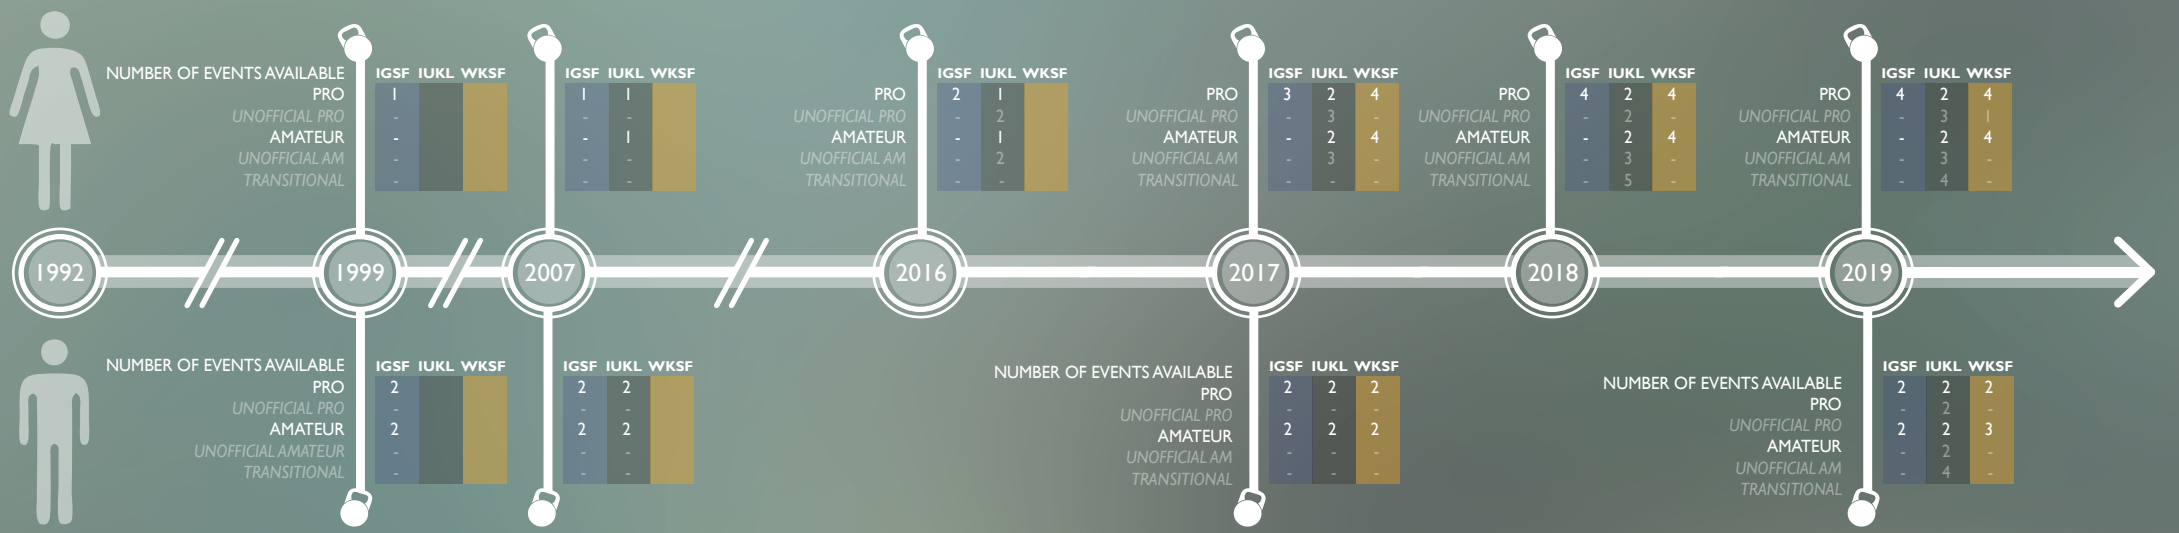 NUMBER OF EVENTS AVAILABLE IGSF IUKL WKSF
PRO 1
UNOFFICIAL PRO -
AMATEUR -
UNOFFICIAL AM -
TRANSITIONAL -
IGSF IUKL WKSF
1 1
- -
- 1
- -
- -
IGSF IUKL WKSF
PRO 2 1
UNOFFICIAL PRO - 2
AMATEUR - 1
UNOFFICIAL AM - 2
TRANSITIONAL - -
IGSF IUKL WKSF
PRO 3 2 4
UNOFFICIAL PRO - 3 -
AMATEUR - 2 4
UNOFFICIAL AM - 3 -
TRANSITIONAL - - -
IGSF IUKL WKSF
PRO 4 2 4
UNOFFICIAL PRO - 2 -
AMATEUR - 2 4
UNOFFICIAL AM - 3 -
TRANSITIONAL - 5 -
IGSF IUKL WKSF
PRO 4 2 4
UNOFFICIAL PRO - 3 1
AMATEUR - 2 4
UNOFFICIAL AM - 3 -
TRANSITIONAL - 4 -
1992 1999 2007 2016 2017 2018 2019
NUMBER OF EVENTS AVAILABLE IGSF IUKL WKSF
PRO 2
UNOFFICIAL PRO -
AMATEUR 2
UNOFFICIAL AMATEUR -
TRANSITIONAL -
IGSF IUKL WKSF
2 2
- -
2 2
- -
- -
NUMBER OF EVENTS AVAILABLE IGSF IUKL WKSF
PRO 2 2 2
UNOFFICIAL PRO - - -
AMATEUR 2 2 2
UNOFFICIAL AM - - -
TRANSITIONAL - - -
NUMBER OF EVENTS AVAILABLE IGSF IUKL WKSF
PRO 2 2 2
UNOFFICIAL PRO - 2 -
AMATEUR 2 2 3
UNOFFICIAL AM - 2 -
TRANSITIONAL - 4 -